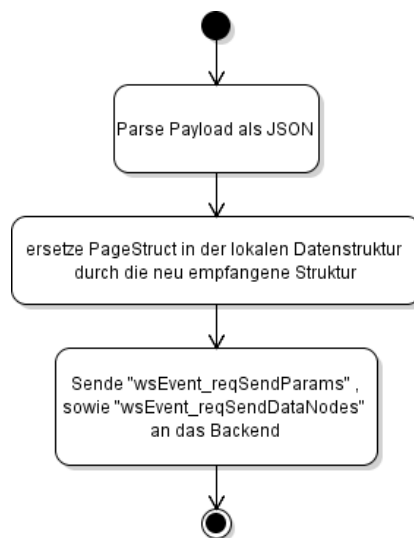 Parse Payload als JSON
ersetze PageStruct in der lokalen Datenstruktur
durch die neu empfangene Struktur
Sende "wsEvent_reqSendParams" ,
sowie "wsEvent_reqSendDataNodes"
an das Backend